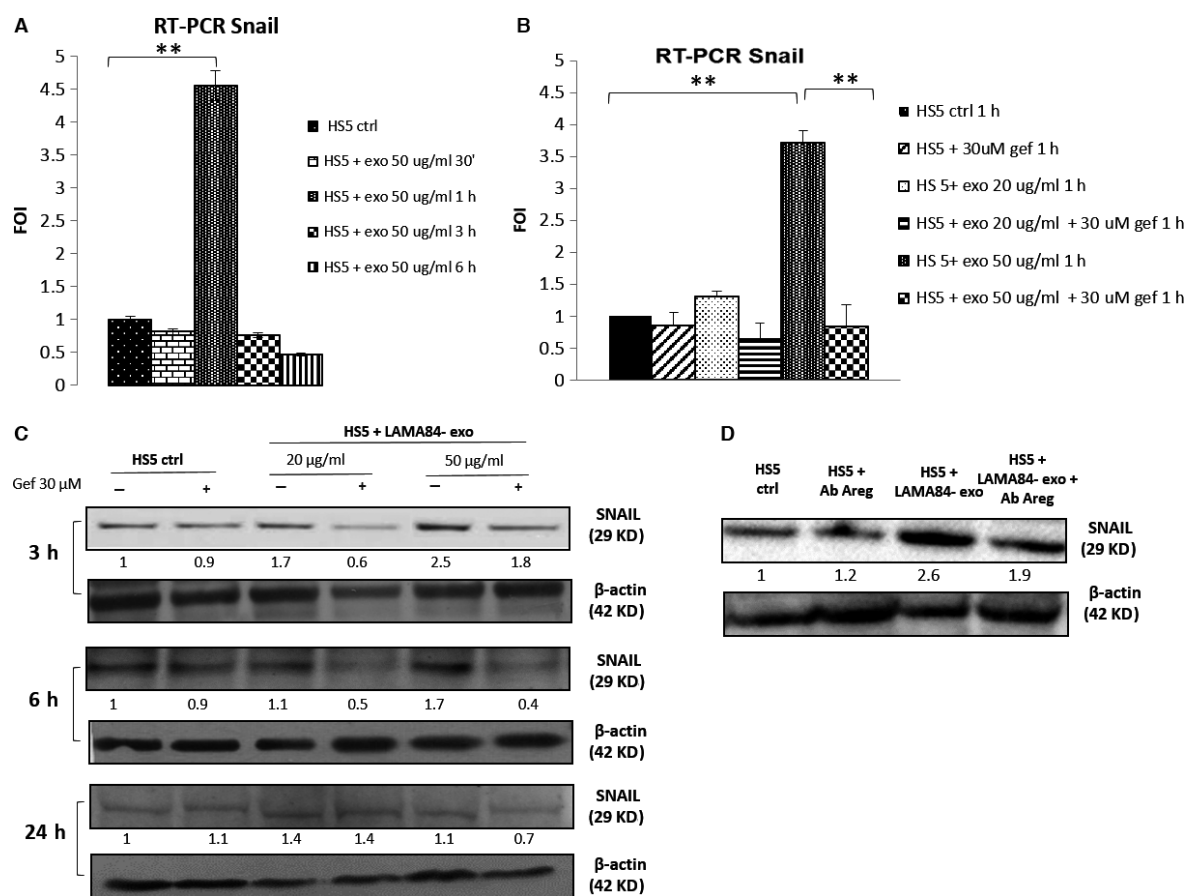 A
RT-PCR Snail
**
5
4.5
4
3.5
3
2.5
2
1.5
1
0.5
0
FOI
HS5 ctrl
HS5 + exo 50 ug/ml 30'
HS5 + exo 50 ug/ml 1 h
HS5 + exo 50 ug/ml 3 h
HS5 + exo 50 ug/ml 6 h
B
RT-PCR Snail
**
**
5
4.5
4
3.5
3
2.5
2
1.5
1
0.5
0
FOI
HS5 ctrl 1 h
HS5 + 30uM gef 1 h
HS 5+ exo 20 ug/ml 1 h
HS5 + exo 20 ug/ml + 30 uM gef 1 h
HS 5+ exo 50 ug/ml 1 h
HS5 + exo 50 ug/ml + 30 uM gef 1 h
C
HS5 + LAMA84- exo
HS5 ctrl 20 µg/ml 50 µg/ml
Gef 30 µM – + – + – +
3 h
SNAIL
(29 KD)
1 0.9 1.7 0.6 2.5 1.8
β-actin
(42 KD)
6 h
SNAIL
(29 KD)
1 0.9 1.1 0.5 1.7 0.4
β-actin
(42 KD)
24 h
SNAIL
(29 KD)
1 1.1 1.4 1.4 1.1 0.7
β-actin
(42 KD)
D
HS5
ctrl
HS5 +
Ab Areg
HS5 +
LAMA84- exo
HS5 +
LAMA84- exo +
Ab Areg
SNAIL
(29 KD)
1 1.2 2.6 1.9
β-actin
(42 KD)